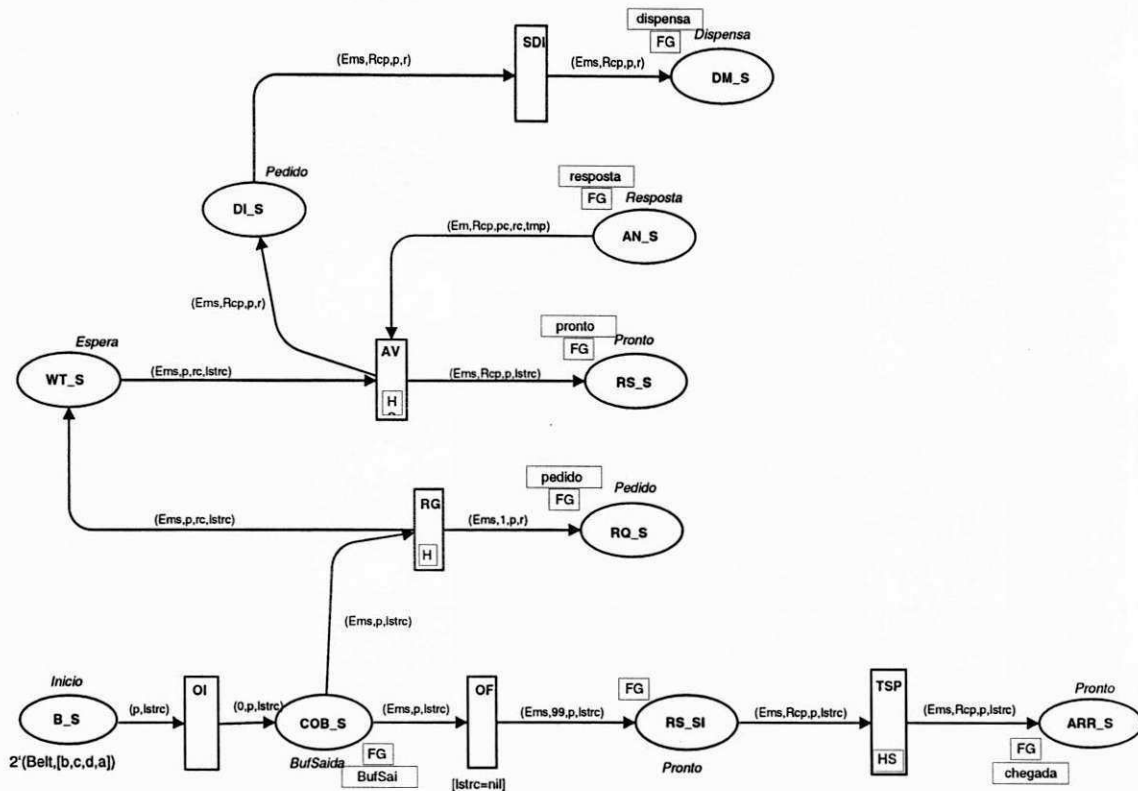 dispensa
FG
Dispensa
SDI
(Ems,Rcp,p,r)
(Ems,Rcp,p,r)
DM_S
Pedido
DI_S
resposta
FG
Resposta
(Em,Rcp,pc,rc,tmp)
AN_S
(Ems,Rcp,p,r)
pronto
FG
Pronto
Espera
AV
WT_S
(Ems,p,rc,lstrc)
(Ems,Rcp,p,lstrc)
RS_S
H
pedido
FG
Pedido
RG
(Ems,p,rc,lstrc)
(Ems,1,p,r)
RQ_S
H
(Ems,p,lstrc)
Inicio
OI
OF
FG
TSP
Pronto
B_S
(p,lstrc)
(0,p,lstrc)
COB_S
(Ems,p,lstrc)
(Ems,99,p,lstrc)
RS_SI
(Ems,Rcp,p,lstrc)
(Ems,Rcp,p,lstrc)
ARR_S
2'(Belt,[b,c,d,a])
BufSaida
FG
BufSai
[lstrc=nil]
Pronto
HS
FG
chegada